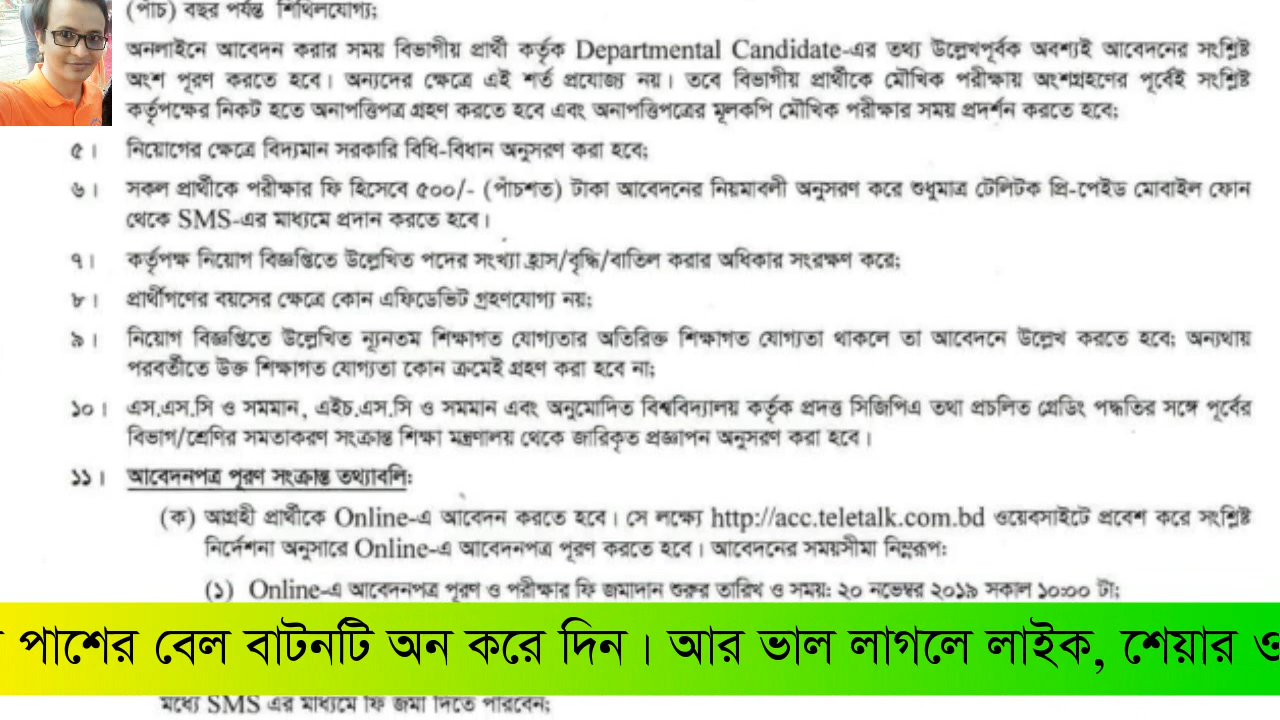 (পাঁচ) বছর পর্যন্ত শিথিলযোগ্য;
অনলাইনে আবেদন করার সময় বিভাগীয় প্রার্থী কর্তৃক Departmental Candidate-এর তথ্য উল্লেখপূর্বক অবশ্যই আবেদনের সংশ্লিষ্ট
অংশ পূরণ করতে হবে। অন্যদের ক্ষেত্রে এই শর্ত প্রযোজ্য নয়। তবে বিভাগীয় প্রার্থীকে মৌখিক পরীক্ষায় অংশগ্রহণের পূর্বেই সংশ্লিষ্ট
কর্তৃপক্ষের নিকট হতে অনাপত্তিপত্র গ্রহণ করতে হবে এবং অনাপত্তিপত্রের মূলকপি মৌখিক পরীক্ষার সময় প্রদর্শন করতে হবে;
৫। নিয়োগের ক্ষেত্রে বিদ্যমান সরকারি বিধি-বিধান অনুসরণ করা হবে;
৬। সকল প্রার্থীকে পরীক্ষার ফি হিসেবে ৫০০/- (পাঁচশত) টাকা আবেদনের নিয়মাবলী অনুসরণ করে শুধুমাত্র টেলিটক প্রি-পেইড মোবাইল ফোন
থেকে SMS-এর মাধ্যমে প্রদান করতে হবে।
৭। কর্তৃপক্ষ নিয়োগ বিজ্ঞপ্তিতে উল্লেখিত পদের সংখ্যা হ্রাস/বৃদ্ধি/বাতিল করার অধিকার সংরক্ষণ করে;
৮। প্রার্থীগণের বয়সের ক্ষেত্রে কোন এফিডেভিট গ্রহণযোগ্য নয়;
৯। নিয়োগ বিজ্ঞপ্তিতে উল্লেখিত ন্যূনতম শিক্ষাগত যোগ্যতার অতিরিক্ত শিক্ষাগত যোগ্যতা থাকলে তা আবেদনে উল্লেখ করতে হবে; অন্যথায়
পরবর্তীতে উক্ত শিক্ষাগত যোগ্যতা কোন ক্রমেই গ্রহণ করা হবে না;
১০। এস.এস.সি ও সমমান, এইচ.এস.সি ও সমমান এবং অনুমোদিত বিশ্ববিদ্যালয় কর্তৃক প্রদত্ত সিজিপিএ তথা প্রচলিত গ্রেডিং পদ্ধতির সঙ্গে পূর্বের
বিভাগ/শ্রেণির সমতাকরণ সংক্রান্ত শিক্ষা মন্ত্রণালয় থেকে জারিকৃত প্রজ্ঞাপন অনুসরণ করা হবে।
১১। আবেদনপত্র পূরণ সংক্রান্ত তথ্যাবলি:
(ক) আগ্রহী প্রার্থীকে Online-এ আবেদন করতে হবে। সে লক্ষ্যে http://acc.teletalk.com.bd ওয়েবসাইটে প্রবেশ করে সংশ্লিষ্ট
নির্দেশনা অনুসারে Online-এ আবেদনপত্র পূরণ করতে হবে। আবেদনের সময়সীমা নিম্নরূপ:
(১) Online-এ আবেদনপত্র পূরণ ও পরীক্ষার ফি জমাদান শুরুর তারিখ ও সময়: ২০ নভেম্বর ২০১৯ সকাল ১০:০০ টা;
পাশের বেল বাটনটি অন করে দিন। আর ভাল লাগলে লাইক, শেয়ার ও
মধ্যে SMS এর মাধ্যমে ফি জমা দিতে পারবেন;